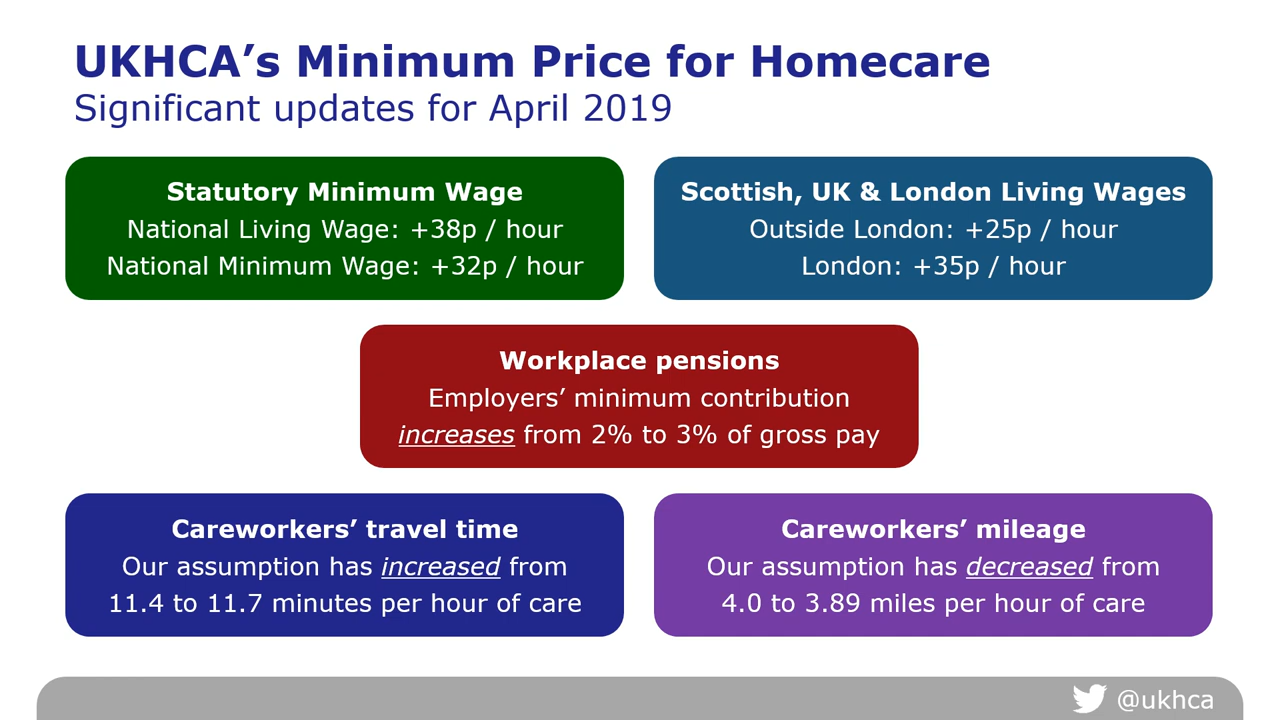 UKHCA’s Minimum Price for Homecare
Significant updates for April 2019
Statutory Minimum Wage
National Living Wage: +38p / hour
National Minimum Wage: +32p / hour
Scottish, UK & London Living Wages
Outside London: +25p / hour
London: +35p / hour
Workplace pensions
Employers’ minimum contribution
increases from 2% to 3% of gross pay
Careworkers’ travel time
Our assumption has increased from
11.4 to 11.7 minutes per hour of care
Careworkers’ mileage
Our assumption has decreased from
4.0 to 3.89 miles per hour of care
@ukhca